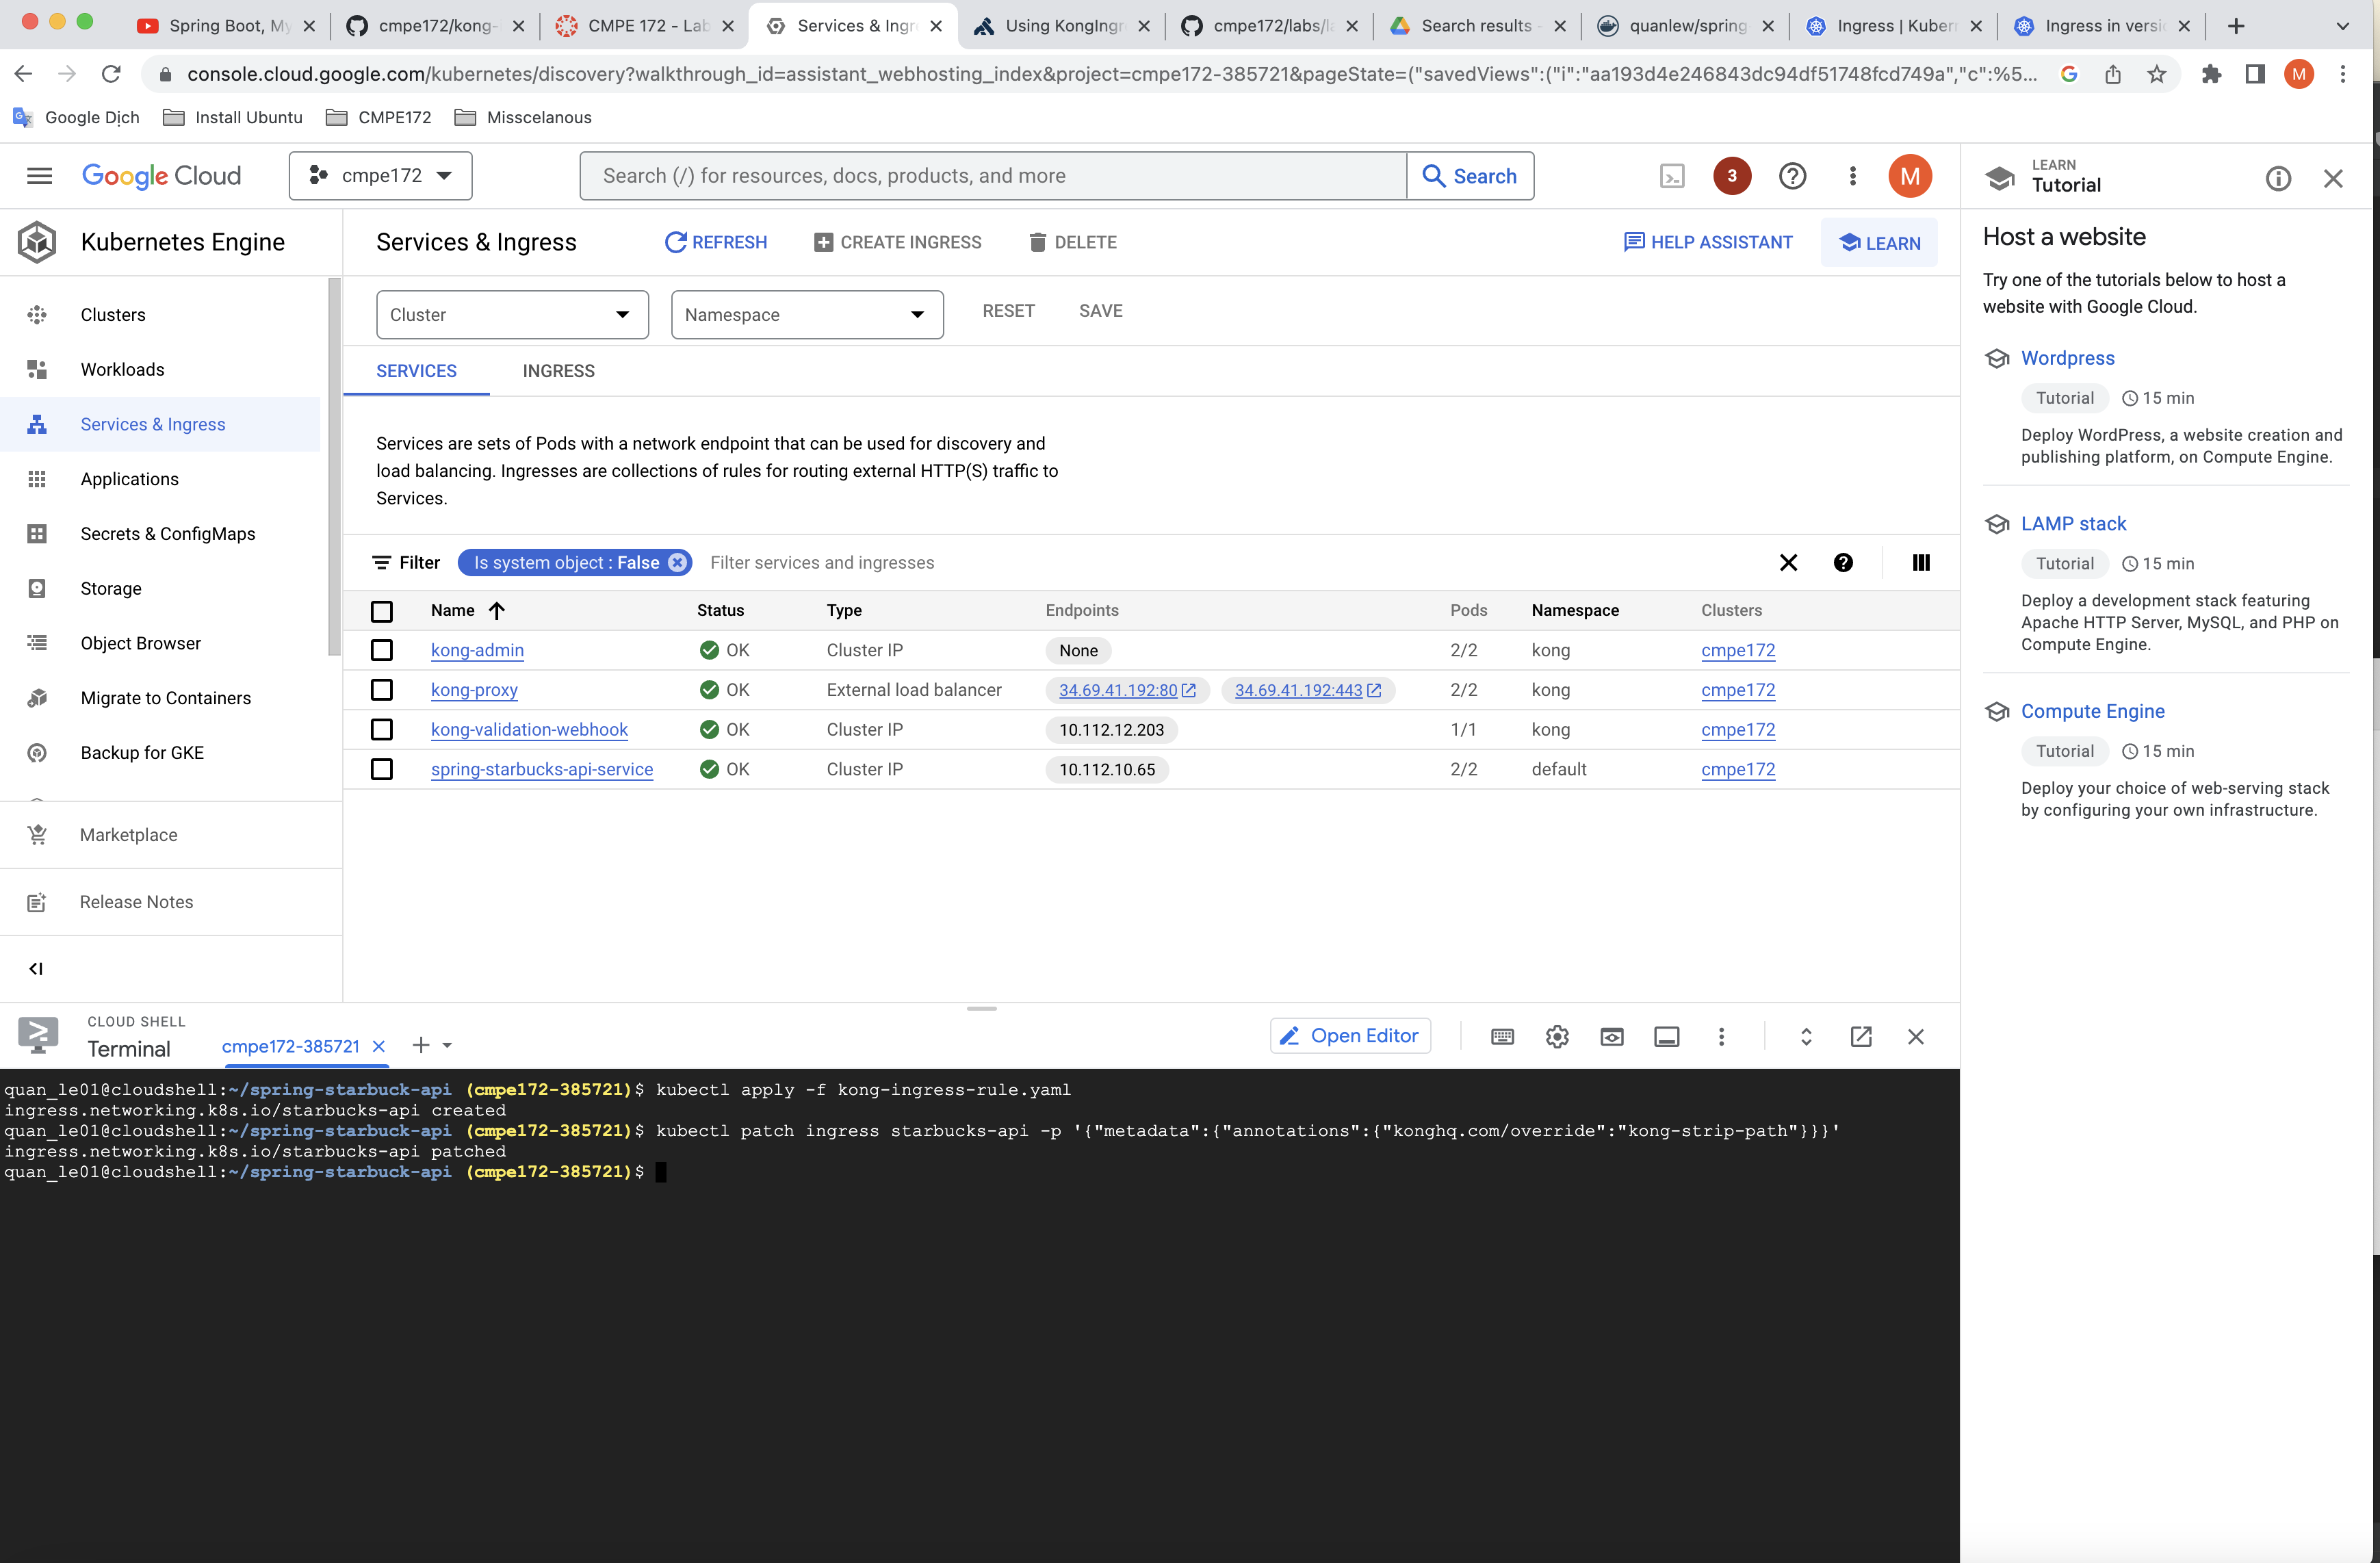 Spring Boot, My
cmpe172/kong-
CMPE 172 - Lab
Services & Ingre
Using KongIngre
cmpe172/labs/la
Search results -
quanlew/spring
Ingress | Kubern
Ingress in versi
console.cloud.google.com/kubernetes/discovery?walkthrough_id=assistant_webhosting_index&project=cmpe172-385721&pageState=("savedViews":("i":"aa193d4e246843dc94df51748fcd749a","c":%5...
M
Google Dịch
Install Ubuntu
CMPE172
Misscelanous
Google Cloud
cmpe172
Search (/) for resources, docs, products, and more
Search
3
M
LEARN
Tutorial
Kubernetes Engine
Clusters
Workloads
Services & Ingress
Applications
Secrets & ConfigMaps
Storage
Object Browser
Migrate to Containers
Backup for GKE
Marketplace
Release Notes
Services & Ingress
REFRESH
CREATE INGRESS
DELETE
HELP ASSISTANT
LEARN
Cluster
Namespace
RESET
SAVE
SERVICES
INGRESS
Services are sets of Pods with a network endpoint that can be used for discovery and
load balancing. Ingresses are collections of rules for routing external HTTP(S) traffic to
Services.
Filter
Is system object : False
Filter services and ingresses
Name Status Type Endpoints Pods Namespace Clusters
kong-admin OK Cluster IP None 2/2 kong cmpe172
kong-proxy OK External load balancer 34.69.41.192:80 34.69.41.192:443 2/2 kong cmpe172
kong-validation-webhook OK Cluster IP 10.112.12.203 1/1 kong cmpe172
spring-starbucks-api-service OK Cluster IP 10.112.10.65 2/2 default cmpe172
Host a website
Try one of the tutorials below to host a
website with Google Cloud.
Wordpress
Tutorial 15 min
Deploy WordPress, a website creation and
publishing platform, on Compute Engine.
LAMP stack
Tutorial 15 min
Deploy a development stack featuring
Apache HTTP Server, MySQL, and PHP on
Compute Engine.
Compute Engine
Tutorial 15 min
Deploy your choice of web-serving stack
by configuring your own infrastructure.
CLOUD SHELL
Terminal
cmpe172-385721
Open Editor
quan_le01@cloudshell:~/spring-starbuck-api (cmpe172-385721)$ kubectl apply -f kong-ingress-rule.yaml
ingress.networking.k8s.io/starbucks-api created
quan_le01@cloudshell:~/spring-starbuck-api (cmpe172-385721)$ kubectl patch ingress starbucks-api -p '{"metadata":{"annotations":{"konghq.com/override":"kong-strip-path"}}}'
ingress.networking.k8s.io/starbucks-api patched
quan_le01@cloudshell:~/spring-starbuck-api (cmpe172-385721)$